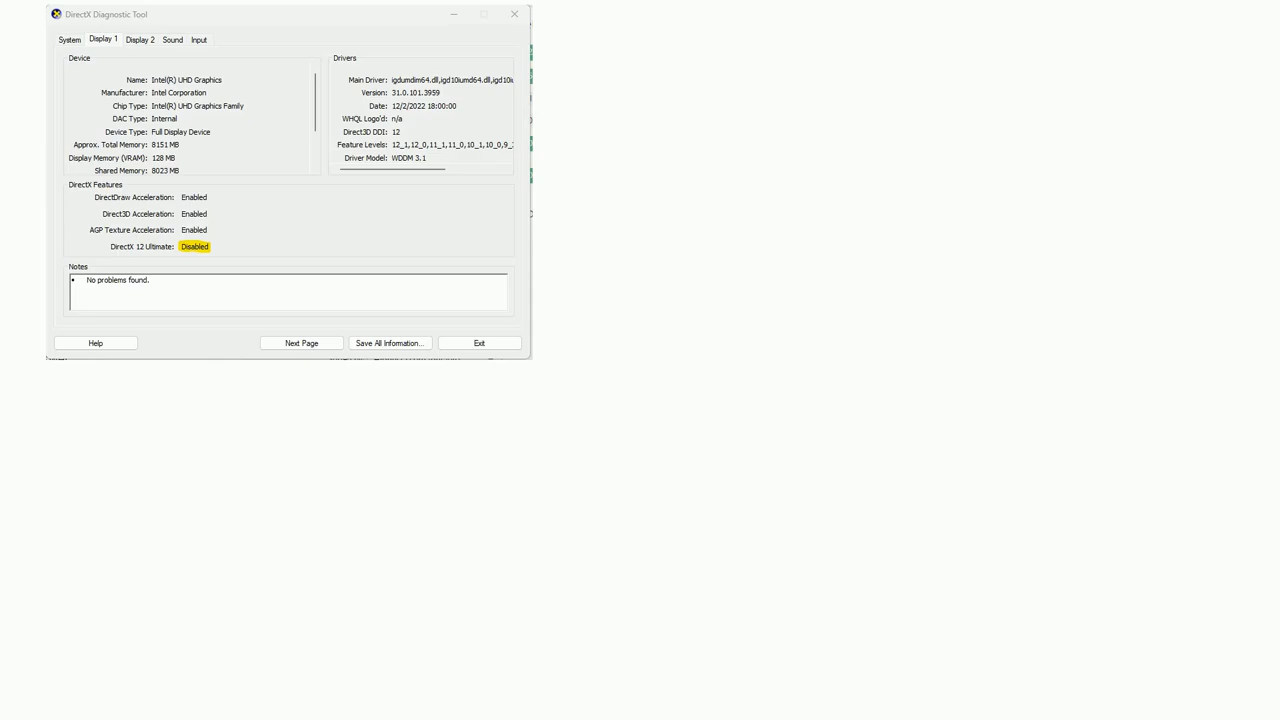 DirectX Diagnostic Tool
System Display 1 Display 2 Sound Input
Device
Name: Intel(R) UHD Graphics
Manufacturer: Intel Corporation
Chip Type: Intel(R) UHD Graphics Family
DAC Type: Internal
Device Type: Full Display Device
Approx. Total Memory: 8151 MB
Display Memory (VRAM): 128 MB
Shared Memory: 8023 MB
Drivers
Main Driver: igdumdim64.dll,igd10iumd64.dll,igd10iu
Version: 31.0.101.3959
Date: 12/2/2022 18:00:00
WHQL Logo'd: n/a
Direct3D DDI: 12
Feature Levels: 12_1,12_0,11_1,11_0,10_1,10_0,9_
Driver Model: WDDM 3.1
DirectX Features
DirectDraw Acceleration: Enabled
Direct3D Acceleration: Enabled
AGP Texture Acceleration: Enabled
DirectX 12 Ultimate: Disabled
Notes
• No problems found.
Help Next Page Save All Information... Exit